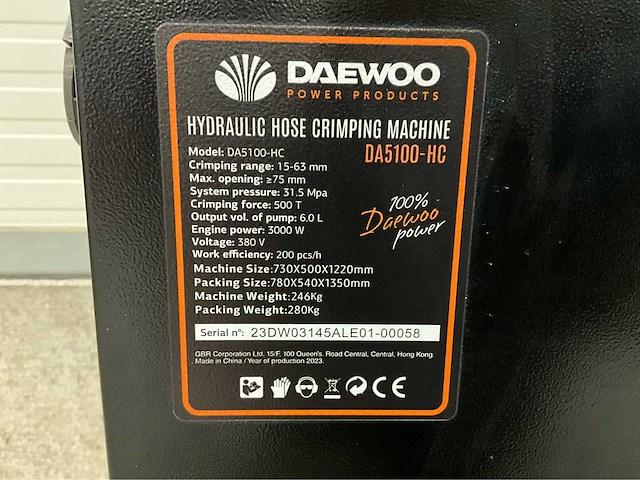 DAEWOO
POWER PRODUCTS
HYDRAULIC HOSE CRIMPING MACHINE
DA5100-HC
Model: DA5100-HC
Crimping range: 15-63 mm
Max. opening: ≥75 mm
System pressure: 31.5 Mpa
Crimping force: 500 T
Output vol. of pump: 6.0 L
Engine power: 3000 W
Voltage: 380 V
Work efficiency: 200 pcs/h
Machine Size:730X500X1220mm
Packing Size:780X540X1350mm
Machine Weight:246Kg
Packing Weight:280Kg
100%
Daewoo
power
Serial n°: 23DW03145ALE01-00058
GBR Corporation Ltd. 15/F, 100 Queen's. Road Central, Central, Hong Kong.
Made in China / Year of production 2023.
CE